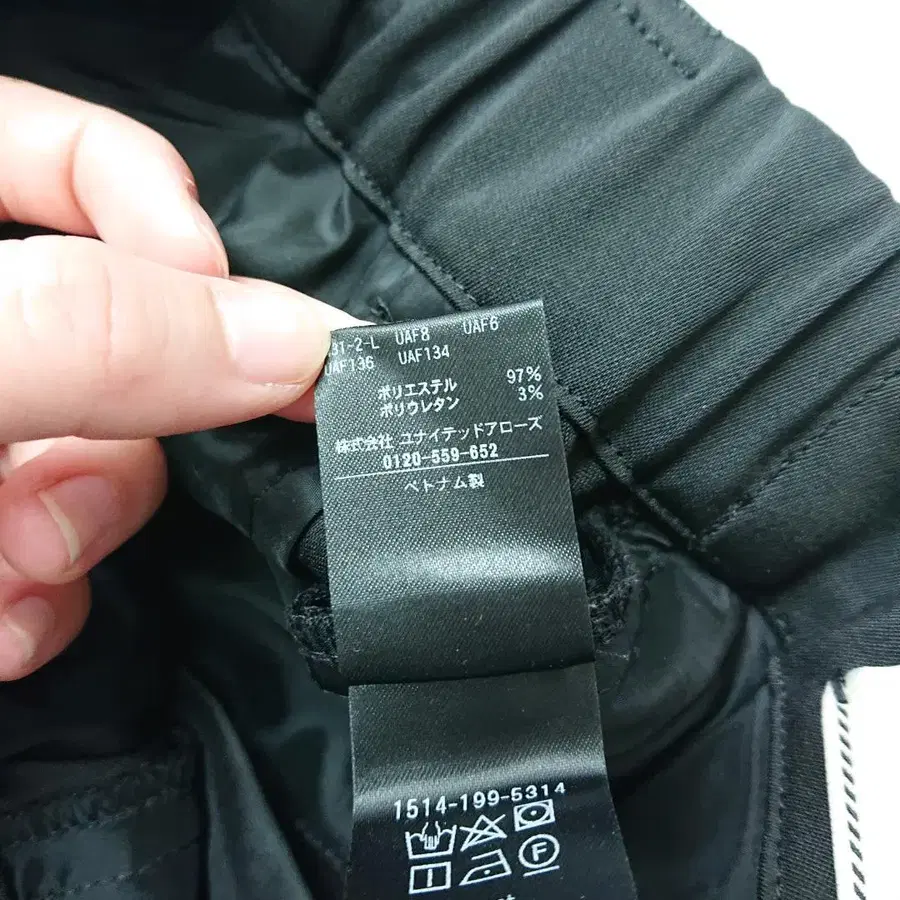 31-2-L UAF8 UAF6
UAF136 UAF134
ポリエステル 97%
ポリウレタン 3%
株式会社 ユナイテッドアローズ
0120-559-652
ベトナム製
1514-199-5314
F